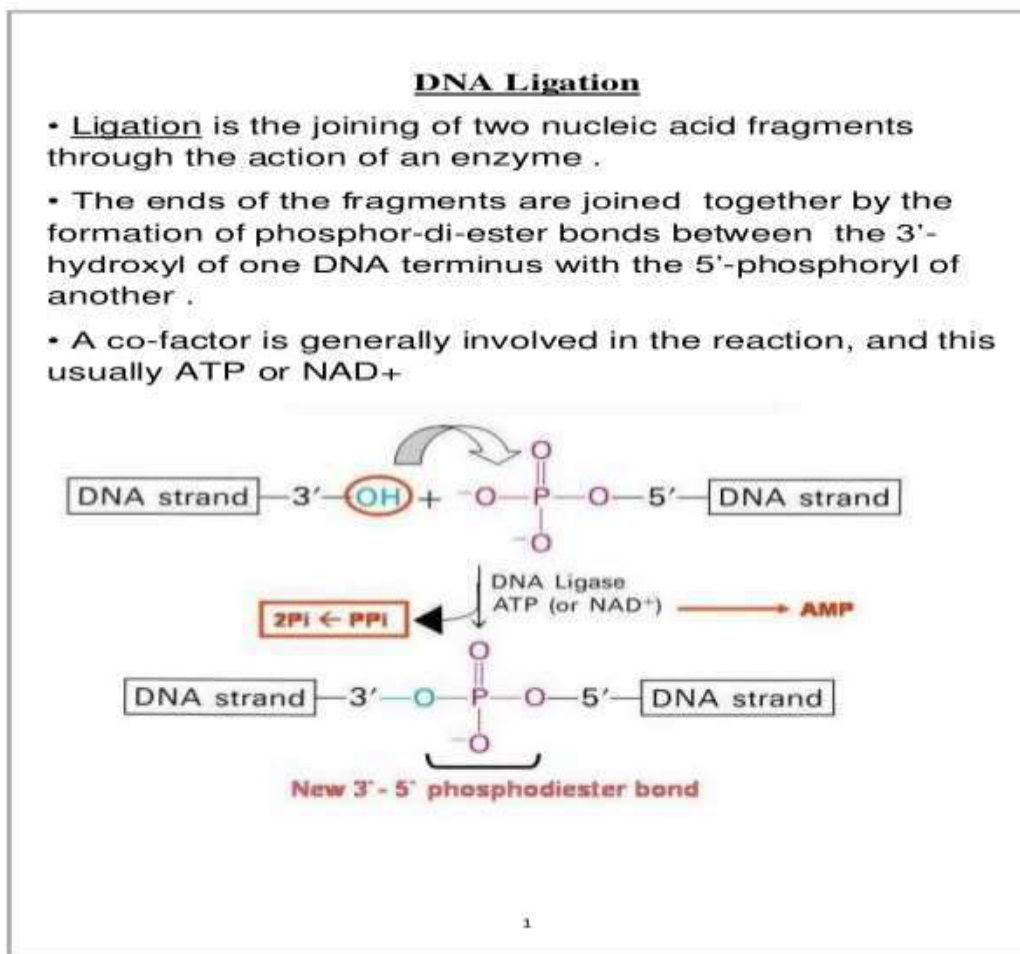 DNA Ligation
• Ligation is the joining of two nucleic acid fragments
through the action of an enzyme .
• The ends of the fragments are joined  together by the
formation of phosphor-di-ester bonds between  the 3'-
hydroxyl of one DNA terminus with the 5'-phosphoryl of
another .
• A co-factor is generally involved in the reaction, and this
usually ATP or NAD+
O
DNA strand—3′—OH + ⁻O—P—O—5′—DNA strand
⁻O
DNA Ligase
ATP (or NAD⁺) → AMP
2Pi ← PPi
O
DNA strand—3′—O—P—O—5′—DNA strand
⁻O
New 3'- 5' phosphodiester bond
1